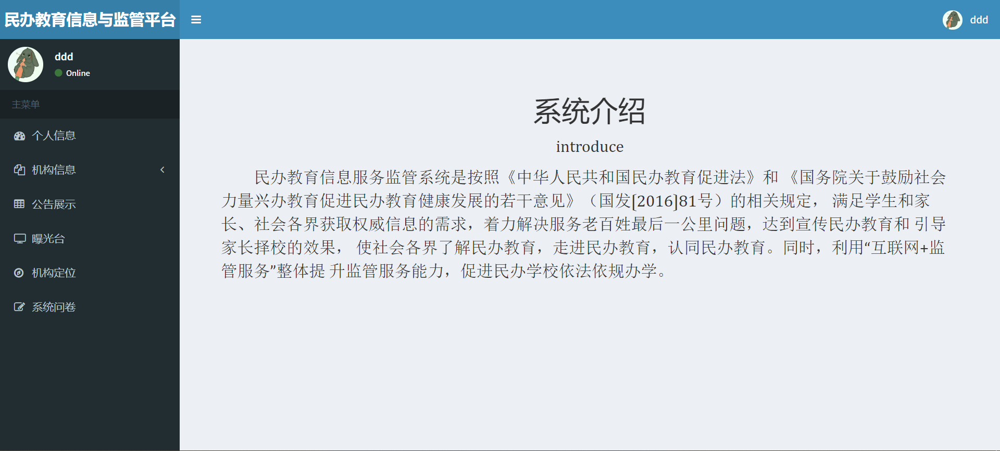 民办教育信息与监管平台
ddd
ddd
Online
主菜单
个人信息
机构信息
公告展示
曝光台
机构定位
系统问卷
系统介绍
introduce
民办教育信息服务监管系统是按照《中华人民共和国民办教育促进法》和 《国务院关于鼓励社会
力量兴办教育促进民办教育健康发展的若干意见》（国发[2016]81号）的相关规定， 满足学生和家
长、社会各界获取权威信息的需求，着力解决服务老百姓最后一公里问题，达到宣传民办教育和 引导
家长择校的效果， 使社会各界了解民办教育，走进民办教育，认同民办教育。同时，利用“互联网+监
管服务”整体提 升监管服务能力，促进民办学校依法依规办学。